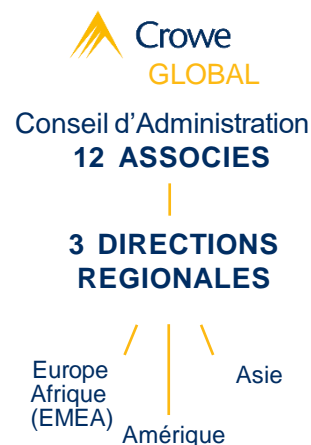 Crowe
GLOBAL
Conseil d’Administration
12 ASSOCIES
3 DIRECTIONS
REGIONALES
Europe
Afrique
(EMEA)
Amérique
Asie